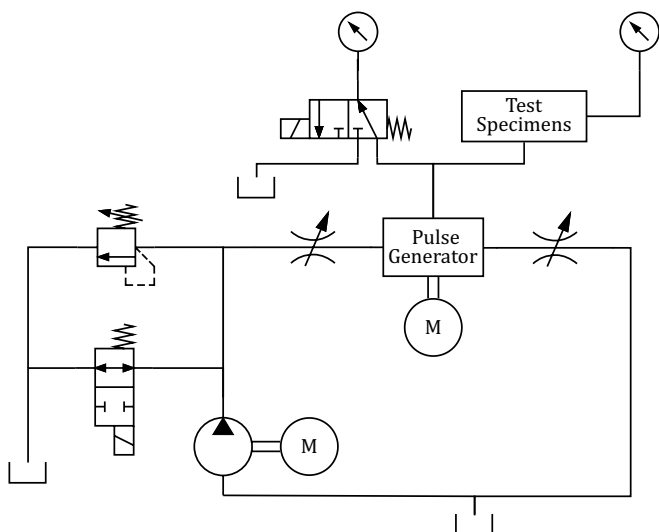 Test
Specimens
Pulse
Generator
M
M